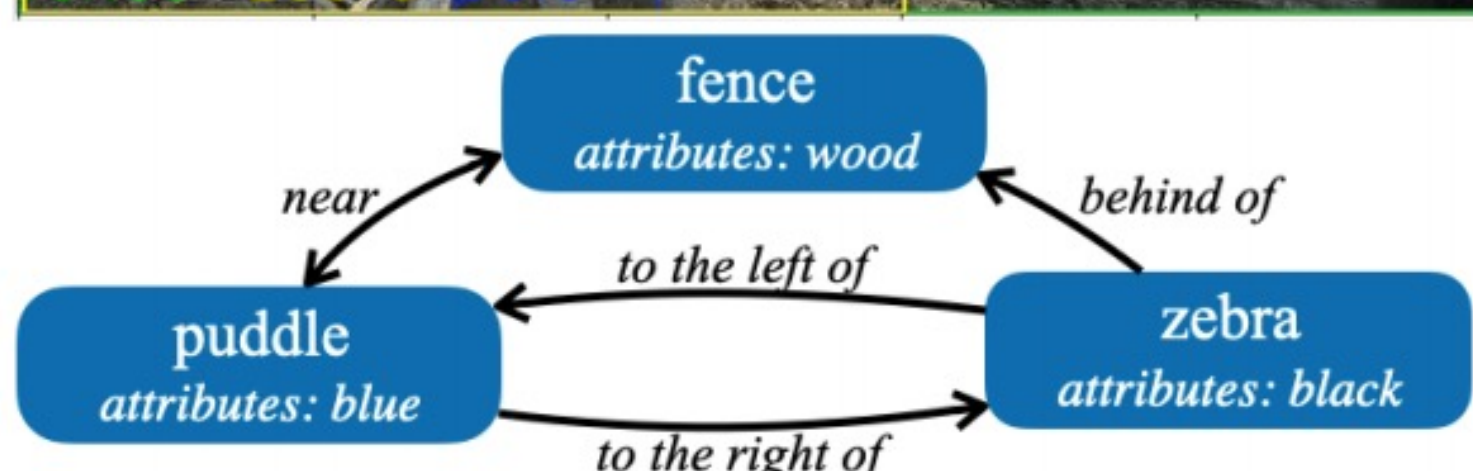 fence
attributes: wood
near
behind of
to the left of
puddle
attributes: blue
zebra
attributes: black
to the right of